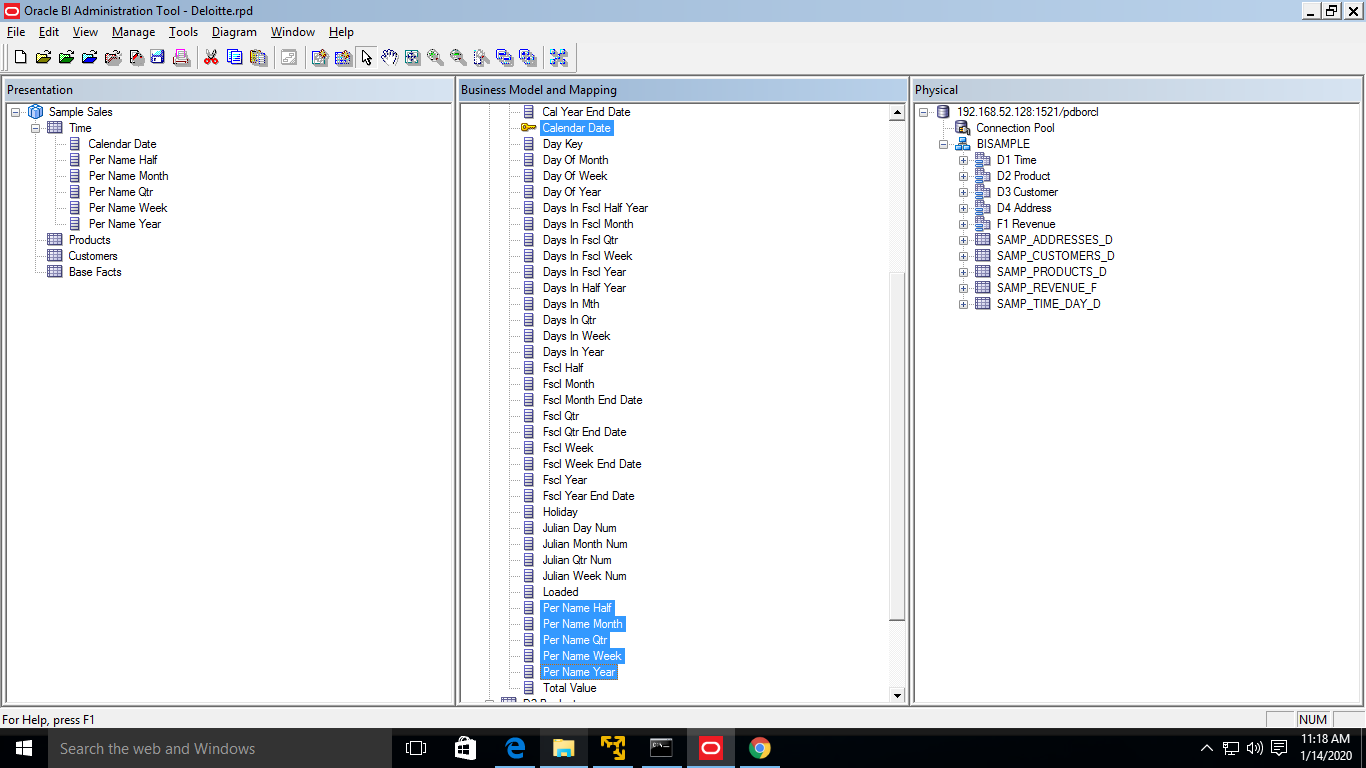 Oracle BI Administration Tool - Deloitte.rpd
File Edit View Manage Tools Diagram Window Help
Presentation
Sample Sales
Time
Calendar Date
Per Name Half
Per Name Month
Per Name Qtr
Per Name Week
Per Name Year
Products
Customers
Base Facts
Business Model and Mapping
Cal Year End Date
Calendar Date
Day Key
Day Of Month
Day Of Week
Day Of Year
Days In Fscl Half Year
Days In Fscl Month
Days In Fscl Qtr
Days In Fscl Week
Days In Fscl Year
Days In Half Year
Days In Mth
Days In Qtr
Days In Week
Days In Year
Fscl Half
Fscl Month
Fscl Month End Date
Fscl Qtr
Fscl Qtr End Date
Fscl Week
Fscl Week End Date
Fscl Year
Fscl Year End Date
Holiday
Julian Day Num
Julian Month Num
Julian Qtr Num
Julian Week Num
Loaded
Per Name Half
Per Name Month
Per Name Qtr
Per Name Week
Per Name Year
Total Value
Physical
192.168.52.128:1521/pdborcl
Connection Pool
BISAMPLE
D1 Time
D2 Product
D3 Customer
D4 Address
F1 Revenue
SAMP_ADDRESSES_D
SAMP_CUSTOMERS_D
SAMP_PRODUCTS_D
SAMP_REVENUE_F
SAMP_TIME_DAY_D
For Help, press F1
NUM
Search the web and Windows
11:18 AM
1/14/2020